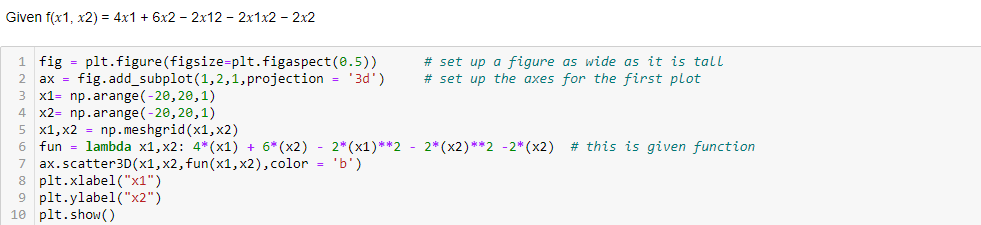 Given f(x1, x2) = 4x1 + 6x2 – 2x12 – 2x1x2 – 2x2
1 fig = plt.figure(figsize=plt.figaspect(0.5)) # set up a figure as wide as it is tall
2 ax = fig.add_subplot(1,2,1,projection = '3d') # set up the axes for the first plot
3 x1= np.arange(-20,20,1)
4 x2= np.arange(-20,20,1)
5 x1,x2 = np.meshgrid(x1,x2)
6 fun = lambda x1,x2: 4*(x1) + 6*(x2) - 2*(x1)**2 - 2*(x2)**2 -2*(x2) # this is given function
7 ax.scatter3D(x1,x2,fun(x1,x2),color = 'b')
8 plt.xlabel("x1")
9 plt.ylabel("x2")
10 plt.show()